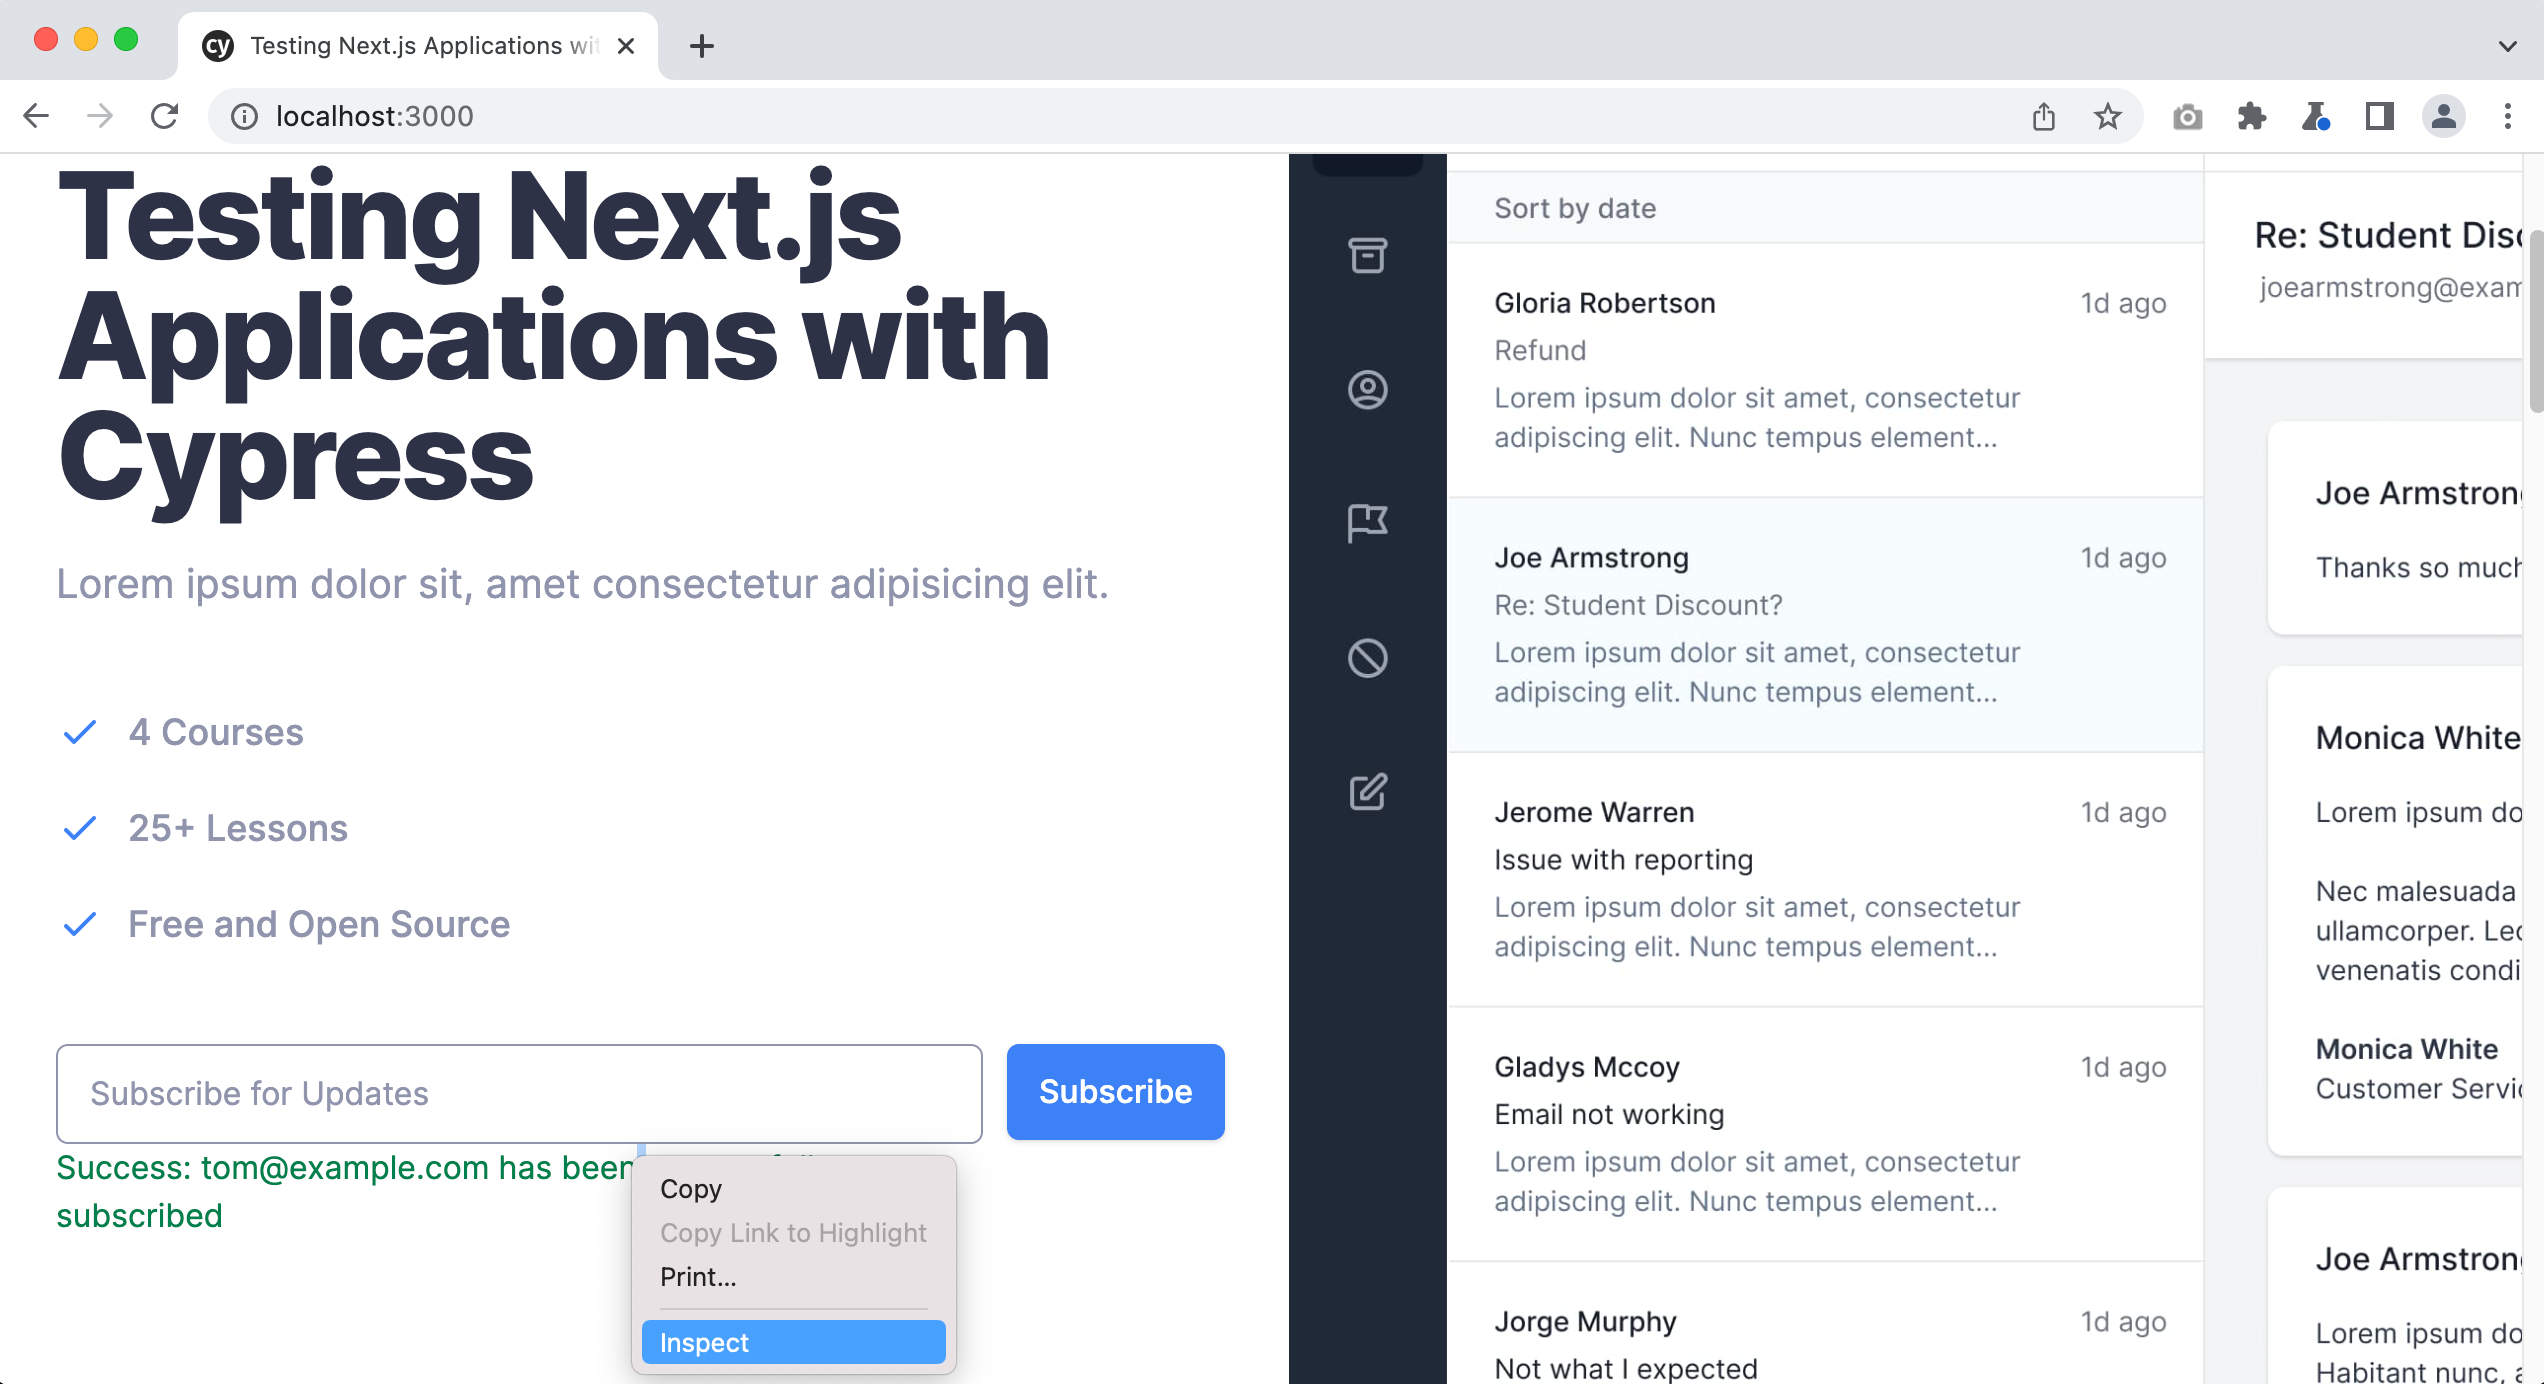 cy Testing Next.js Applications wit
localhost:3000
Testing Next.js
Applications with
Cypress
Lorem ipsum dolor sit, amet consectetur adipisicing elit.
4 Courses
25+ Lessons
Free and Open Source
Subscribe for Updates
Subscribe
Success: tom@example.com has been
subscribed
Copy
Copy Link to Highlight
Print...
Inspect
Sort by date
Gloria Robertson 1d ago
Refund
Lorem ipsum dolor sit amet, consectetur
adipiscing elit. Nunc tempus element...
Joe Armstrong 1d ago
Re: Student Discount?
Lorem ipsum dolor sit amet, consectetur
adipiscing elit. Nunc tempus element...
Jerome Warren 1d ago
Issue with reporting
Lorem ipsum dolor sit amet, consectetur
adipiscing elit. Nunc tempus element...
Gladys Mccoy 1d ago
Email not working
Lorem ipsum dolor sit amet, consectetur
adipiscing elit. Nunc tempus element...
Jorge Murphy 1d ago
Not what I expected
Re: Student Disc
joearmstrong@exam
Joe Armstrong
Thanks so much
Monica White
Lorem ipsum do
Nec malesuada
ullamcorper. Lec
venenatis condi
Monica White
Customer Servic
Joe Armstrong
Lorem ipsum do
Habitant nunc, a